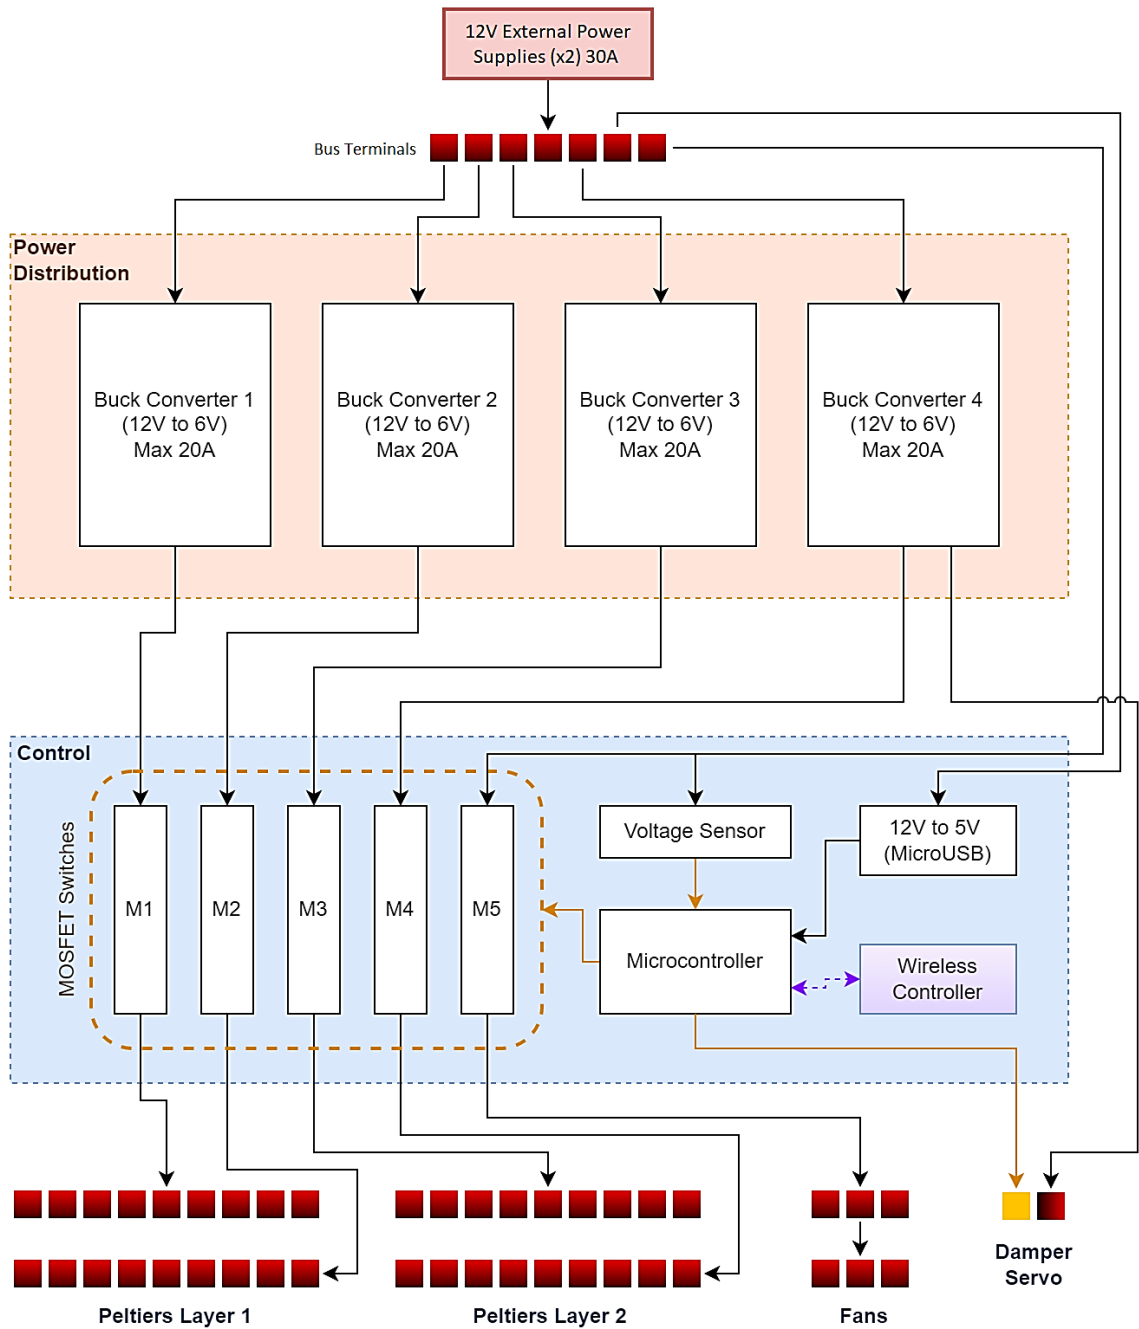 12V External Power
Supplies (x2) 30A
Bus Terminals
Power
Distribution
Buck Converter 1
(12V to 6V)
Max 20A
Buck Converter 2
(12V to 6V)
Max 20A
Buck Converter 3
(12V to 6V)
Max 20A
Buck Converter 4
(12V to 6V)
Max 20A
Control
MOSFET Switches
M1
M2
M3
M4
M5
Voltage Sensor
12V to 5V
(MicroUSB)
Microcontroller
Wireless
Controller
Peltiers Layer 1
Peltiers Layer 2
Fans
Damper
Servo